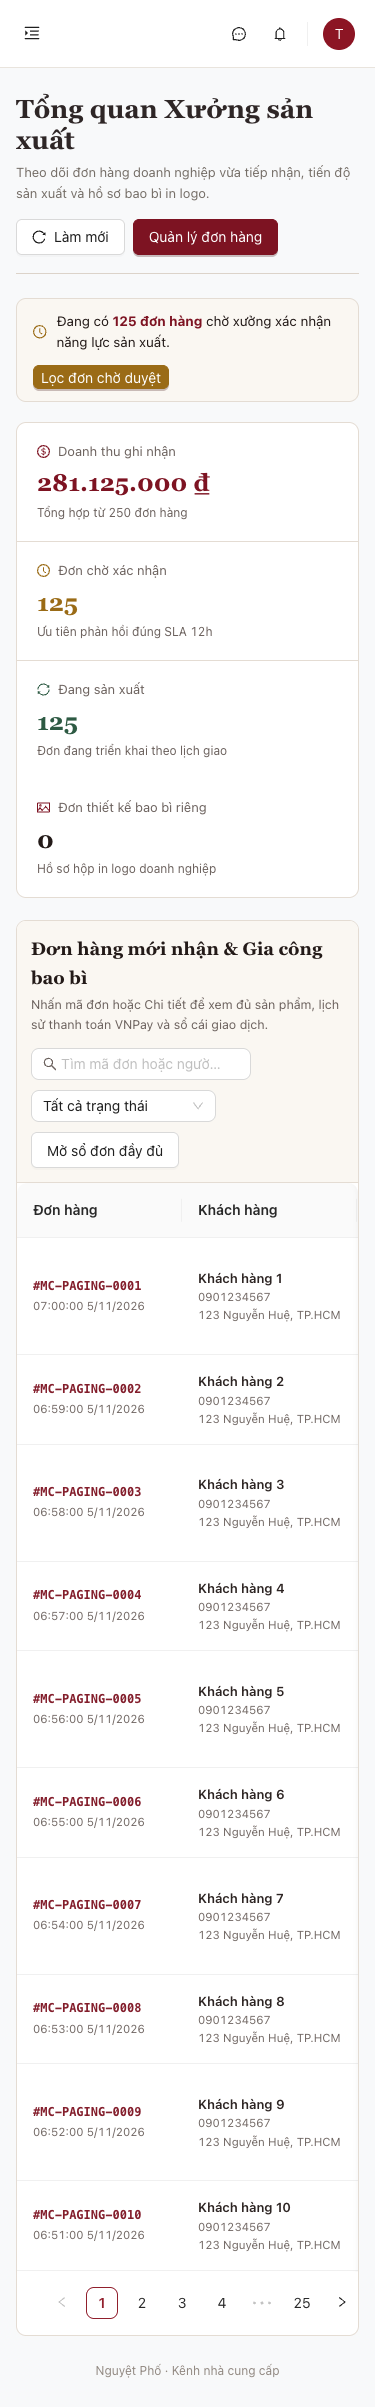 T
Tổng quan Xưởng sản
xuất
Theo dõi đơn hàng doanh nghiệp vừa tiếp nhận, tiến độ
sản xuất và hồ sơ bao bì in logo.
Làm mới
Quản lý đơn hàng
Đang có 125 đơn hàng chờ xưởng xác nhận
năng lực sản xuất.
Lọc đơn chờ duyệt
Doanh thu ghi nhận
281.125.000 ₫
Tổng hợp từ 250 đơn hàng
Đơn chờ xác nhận
125
Ưu tiên phản hồi đúng SLA 12h
Đang sản xuất
125
Đơn đang triển khai theo lịch giao
Đơn thiết kế bao bì riêng
0
Hồ sơ hộp in logo doanh nghiệp
Đơn hàng mới nhận & Gia công
bao bì
Nhấn mã đơn hoặc Chi tiết để xem đủ sản phẩm, lịch
sử thanh toán VNPay và sổ cái giao dịch.
Tìm mã đơn hoặc ngườ...
Tất cả trạng thái
Mở sổ đơn đầy đủ
Đơn hàng Khách hàng
#MC-PAGING-0001
07:00:00 5/11/2026
Khách hàng 1
0901234567
123 Nguyễn Huệ, TP.HCM
#MC-PAGING-0002
06:59:00 5/11/2026
Khách hàng 2
0901234567
123 Nguyễn Huệ, TP.HCM
#MC-PAGING-0003
06:58:00 5/11/2026
Khách hàng 3
0901234567
123 Nguyễn Huệ, TP.HCM
#MC-PAGING-0004
06:57:00 5/11/2026
Khách hàng 4
0901234567
123 Nguyễn Huệ, TP.HCM
#MC-PAGING-0005
06:56:00 5/11/2026
Khách hàng 5
0901234567
123 Nguyễn Huệ, TP.HCM
#MC-PAGING-0006
06:55:00 5/11/2026
Khách hàng 6
0901234567
123 Nguyễn Huệ, TP.HCM
#MC-PAGING-0007
06:54:00 5/11/2026
Khách hàng 7
0901234567
123 Nguyễn Huệ, TP.HCM
#MC-PAGING-0008
06:53:00 5/11/2026
Khách hàng 8
0901234567
123 Nguyễn Huệ, TP.HCM
#MC-PAGING-0009
06:52:00 5/11/2026
Khách hàng 9
0901234567
123 Nguyễn Huệ, TP.HCM
#MC-PAGING-0010
06:51:00 5/11/2026
Khách hàng 10
0901234567
123 Nguyễn Huệ, TP.HCM
1 2 3 4 ••• 25
Nguyệt Phố · Kênh nhà cung cấp